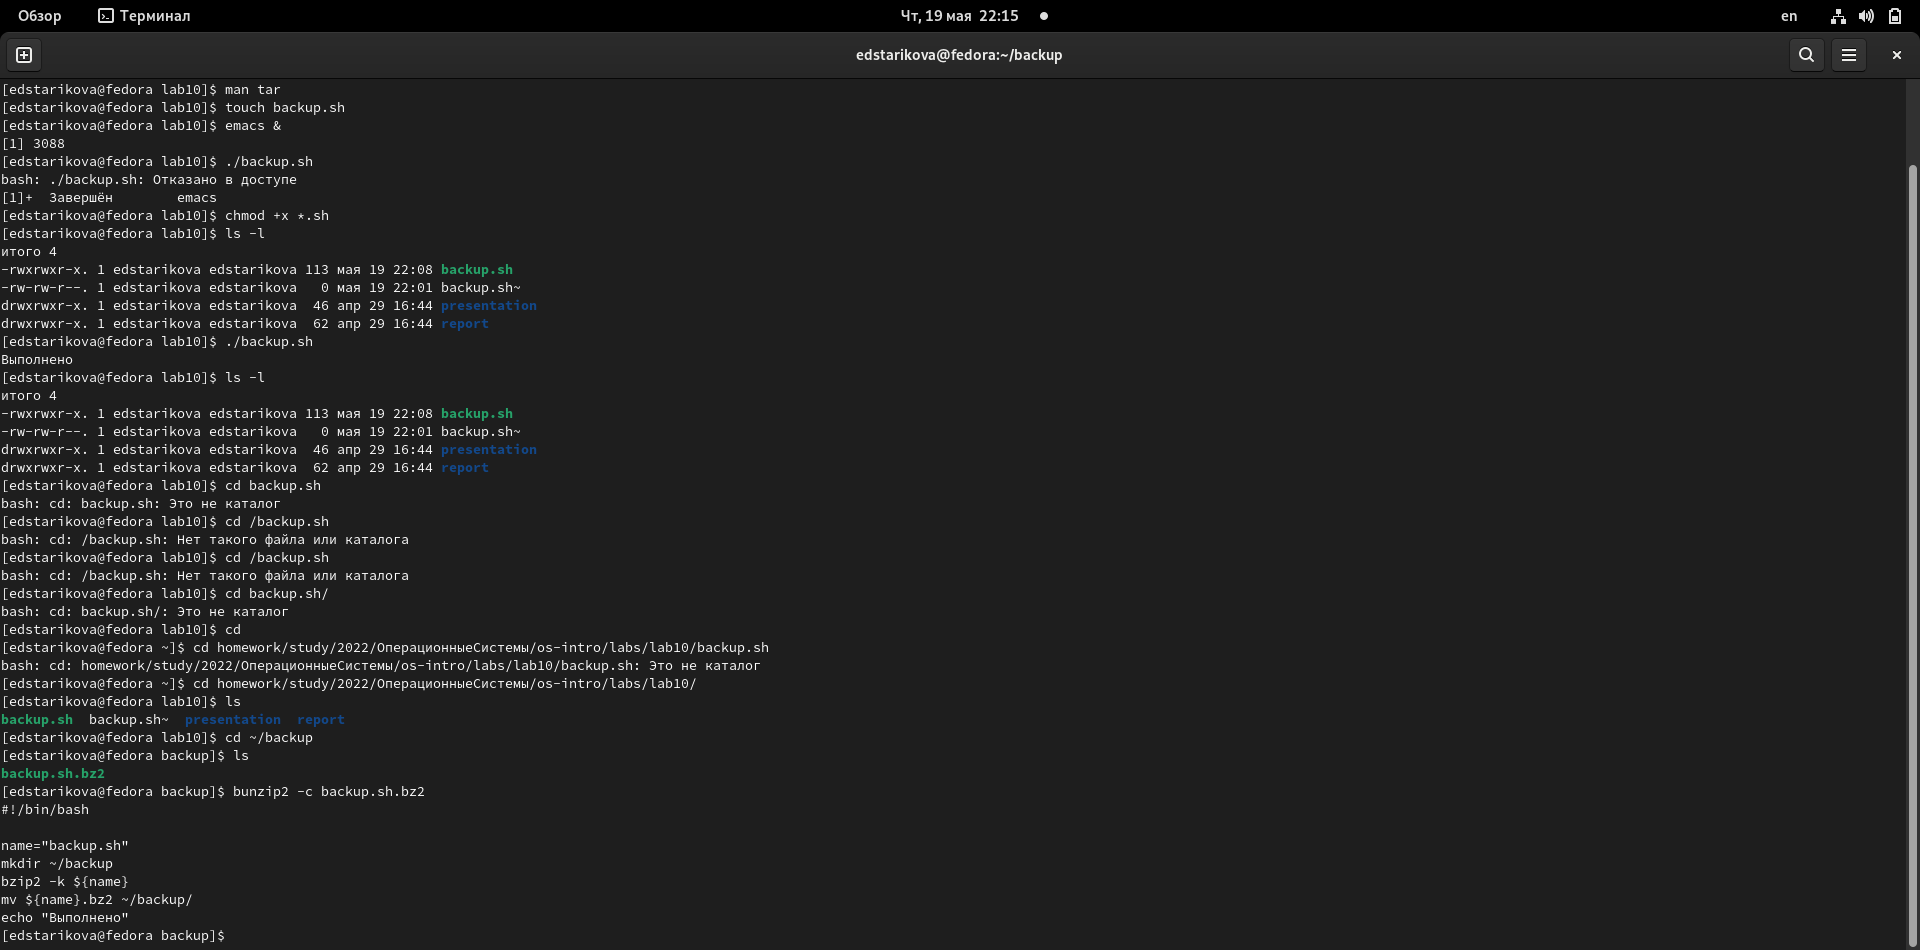 Обзор Терминал Чт, 19 мая 22:15 en
edstarikova@fedora:~/backup
[edstarikova@fedora lab10]$ man tar
[edstarikova@fedora lab10]$ touch backup.sh
[edstarikova@fedora lab10]$ emacs &
[1] 3088
[edstarikova@fedora lab10]$ ./backup.sh
bash: ./backup.sh: Отказано в доступе
[1]+  Завершён        emacs
[edstarikova@fedora lab10]$ chmod +x *.sh
[edstarikova@fedora lab10]$ ls -l
итого 4
-rwxrwxr-x. 1 edstarikova edstarikova 113 мая 19 22:08 backup.sh
-rw-rw-r--. 1 edstarikova edstarikova   0 мая 19 22:01 backup.sh~
drwxrwxr-x. 1 edstarikova edstarikova  46 апр 29 16:44 presentation
drwxrwxr-x. 1 edstarikova edstarikova  62 апр 29 16:44 report
[edstarikova@fedora lab10]$ ./backup.sh
Выполнено
[edstarikova@fedora lab10]$ ls -l
итого 4
-rwxrwxr-x. 1 edstarikova edstarikova 113 мая 19 22:08 backup.sh
-rw-rw-r--. 1 edstarikova edstarikova   0 мая 19 22:01 backup.sh~
drwxrwxr-x. 1 edstarikova edstarikova  46 апр 29 16:44 presentation
drwxrwxr-x. 1 edstarikova edstarikova  62 апр 29 16:44 report
[edstarikova@fedora lab10]$ cd backup.sh
bash: cd: backup.sh: Это не каталог
[edstarikova@fedora lab10]$ cd /backup.sh
bash: cd: /backup.sh: Нет такого файла или каталога
[edstarikova@fedora lab10]$ cd /backup.sh
bash: cd: /backup.sh: Нет такого файла или каталога
[edstarikova@fedora lab10]$ cd backup.sh/
bash: cd: backup.sh/: Это не каталог
[edstarikova@fedora lab10]$ cd
[edstarikova@fedora ~]$ cd homework/study/2022/ОперационныеСистемы/os-intro/labs/lab10/backup.sh
bash: cd: homework/study/2022/ОперационныеСистемы/os-intro/labs/lab10/backup.sh: Это не каталог
[edstarikova@fedora ~]$ cd homework/study/2022/ОперационныеСистемы/os-intro/labs/lab10/
[edstarikova@fedora lab10]$ ls
backup.sh  backup.sh~  presentation  report
[edstarikova@fedora lab10]$ cd ~/backup
[edstarikova@fedora backup]$ ls
backup.sh.bz2
[edstarikova@fedora backup]$ bunzip2 -c backup.sh.bz2
#!/bin/bash

name="backup.sh"
mkdir ~/backup
bzip2 -k ${name}
mv ${name}.bz2 ~/backup/
echo "Выполнено"
[edstarikova@fedora backup]$